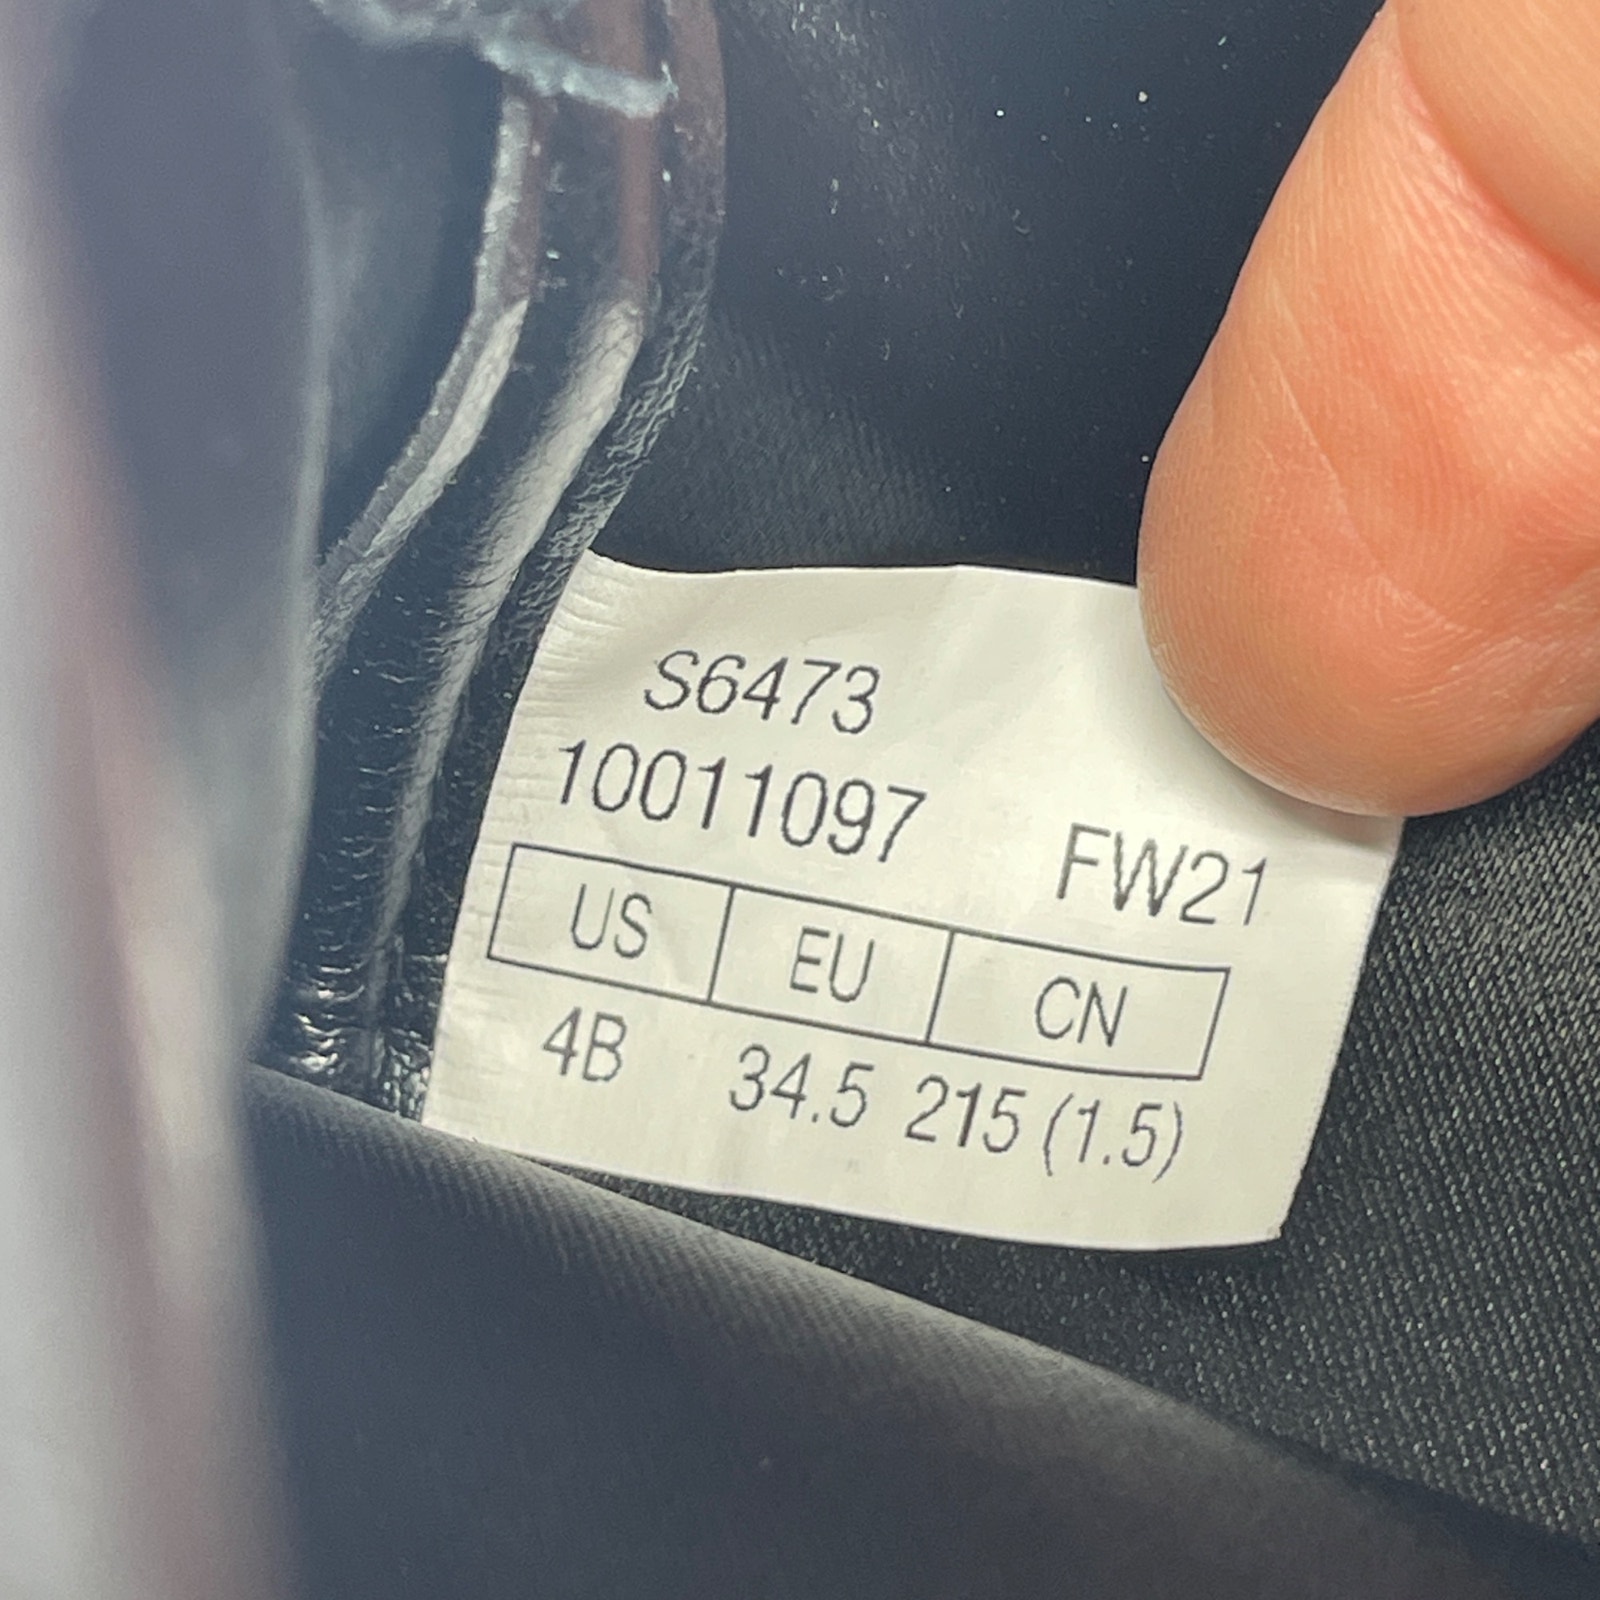 S6473
10011097 FW21
US EU CN
4B 34.5 215 (1.5)